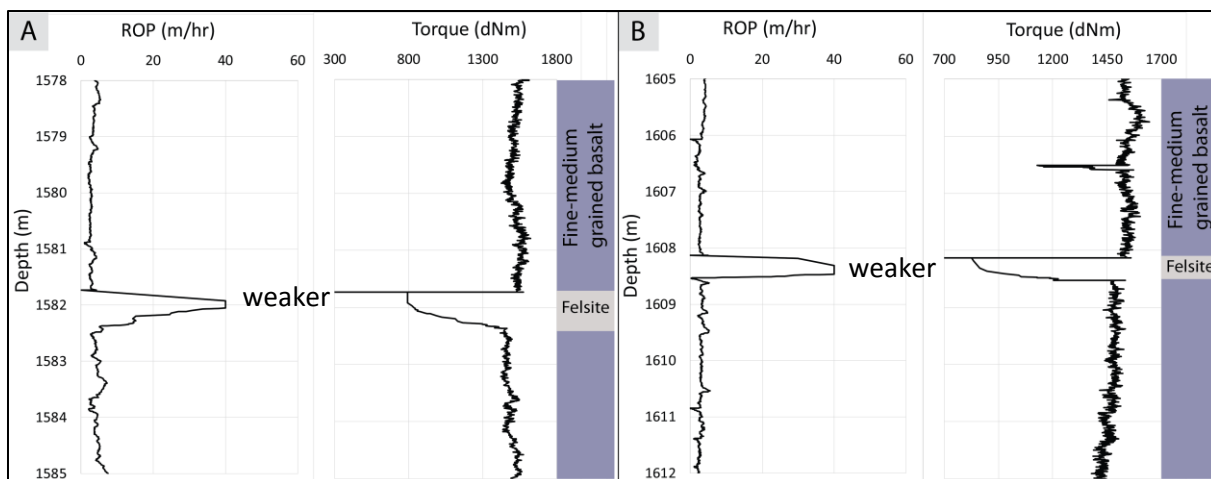 A
ROP (m/hr)
Torque (dNm)
0 20 40 60
300 900 1500 1800
Depth (m)
1578
1579
1580
1581
1582
1583
1584
1585
weaker
Fine-medium
grained basalt
Felsite
B
ROP (m/hr)
Torque (dNm)
0 20 40 60
700 950 1200 1450 1700
Depth (m)
1605
1606
1607
1608
1609
1610
1611
1612
weaker
Fine-medium
grained basalt
Felsite